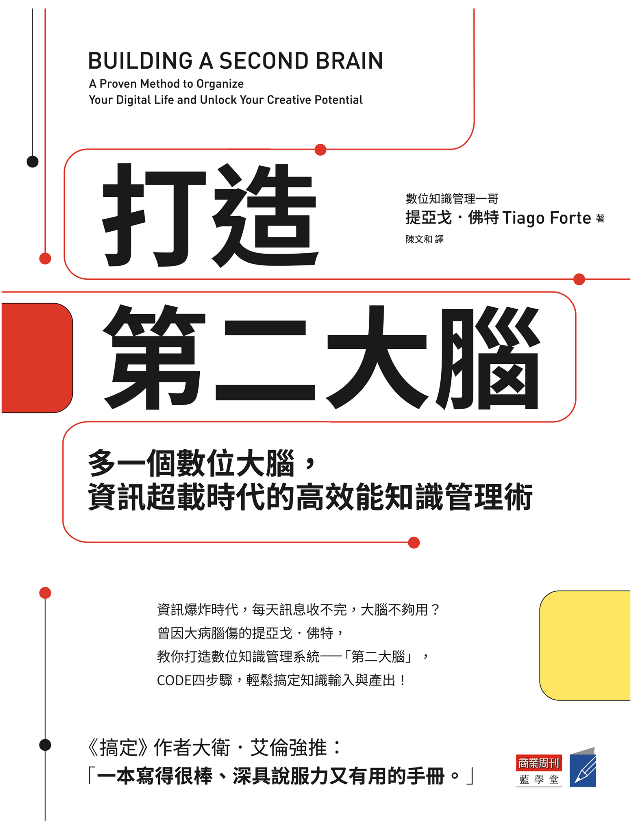 BUILDING A SECOND BRAIN
A Proven Method to Organize
Your Digital Life and Unlock Your Creative Potential
打造
數位知識管理一哥
提亞戈・佛特 Tiago Forte 著
陳文和 譯
第二大腦
多一個數位大腦，
資訊超載時代的高效能知識管理術
資訊爆炸時代，每天訊息收不完，大腦不夠用？
曾因大病腦傷的提亞戈・佛特，
教你打造數位知識管理系統──「第二大腦」，
CODE四步驟，輕鬆搞定知識輸入與產出！
《搞定》作者大衛・艾倫強推：
「一本寫得很棒、深具說服力又有用的手冊。」
商業周刊
藍學堂